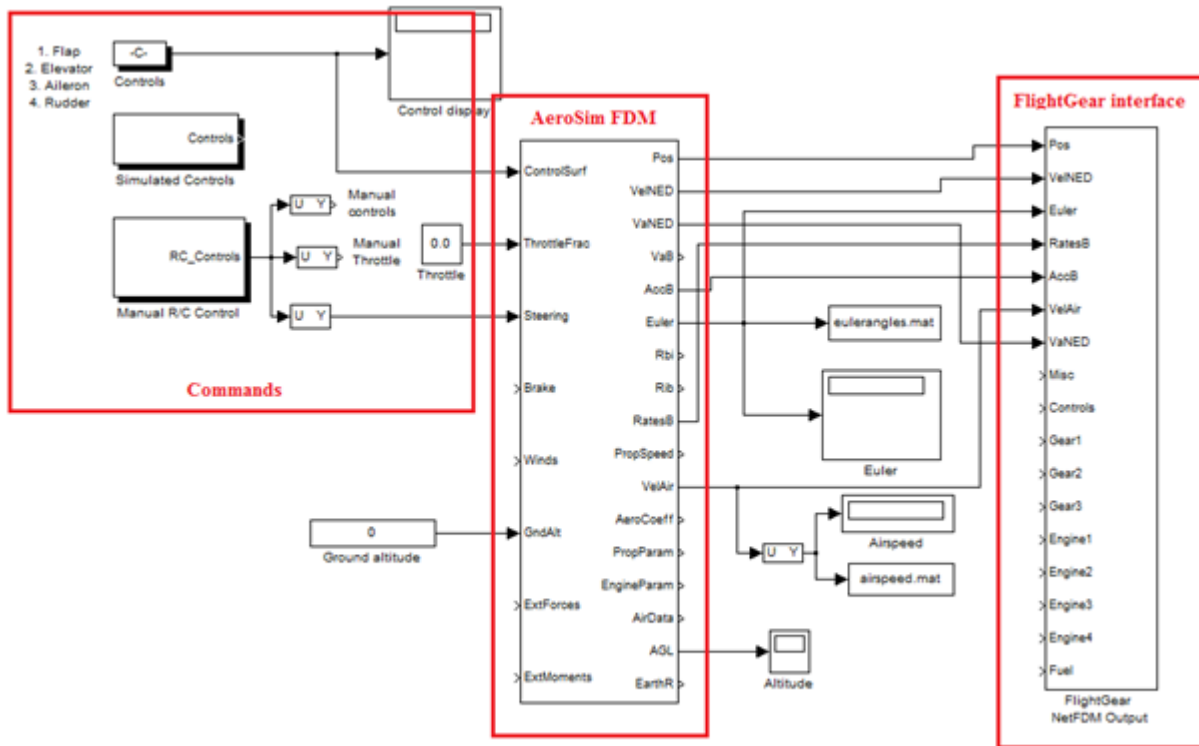 1. Flap
2. Elevator
3. Aileron
4. Rudder
-C-
Controls
Control display
Controls
Simulated Controls
RC_Controls
Manual R/C Control
U Y
Manual
controls
U Y
Manual
Throttle
U Y
0.0
Throttle
Commands
0
Ground altitude
AeroSim FDM
ControlSurf
ThrottleFrac
Steering
Brake
Winds
GndAlt
ExtForces
ExtMoments
Pos
VelNED
VaNED
VaB
AccB
Euler
Rbi
Rib
RatesB
PropSpeed
VelAir
AeroCoeff
PropParam
EngineParam
AirData
AGL
EarthR
eulerangles.mat
Euler
U Y
Airspeed
airspeed.mat
Altitude
FlightGear interface
Pos
VelNED
Euler
RatesB
AccB
VelAir
VaNED
Misc
Controls
Gear1
Gear2
Gear3
Engine1
Engine2
Engine3
Engine4
Fuel
FlightGear
NetFDM Output